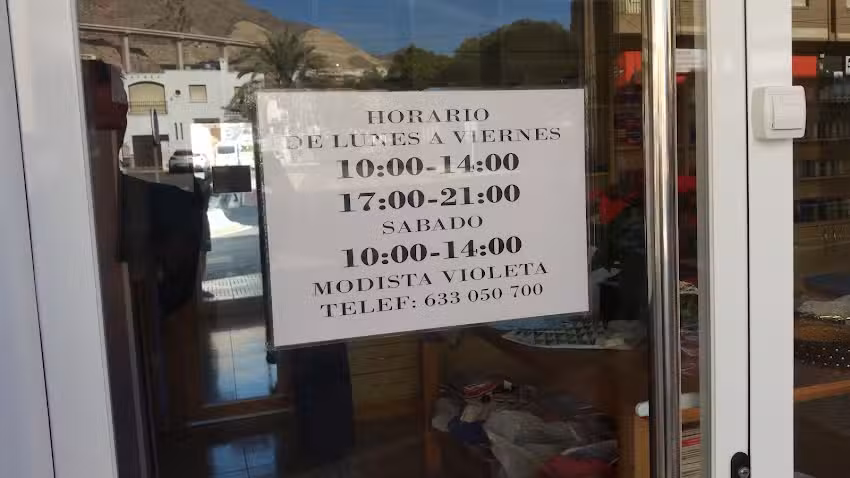 HORARIO
DE LUNES A VIERNES
10:00-14:00
17:00-21:00
SABADO
10:00-14:00
MODISTA VIOLETA
TELEF: 633 050 700